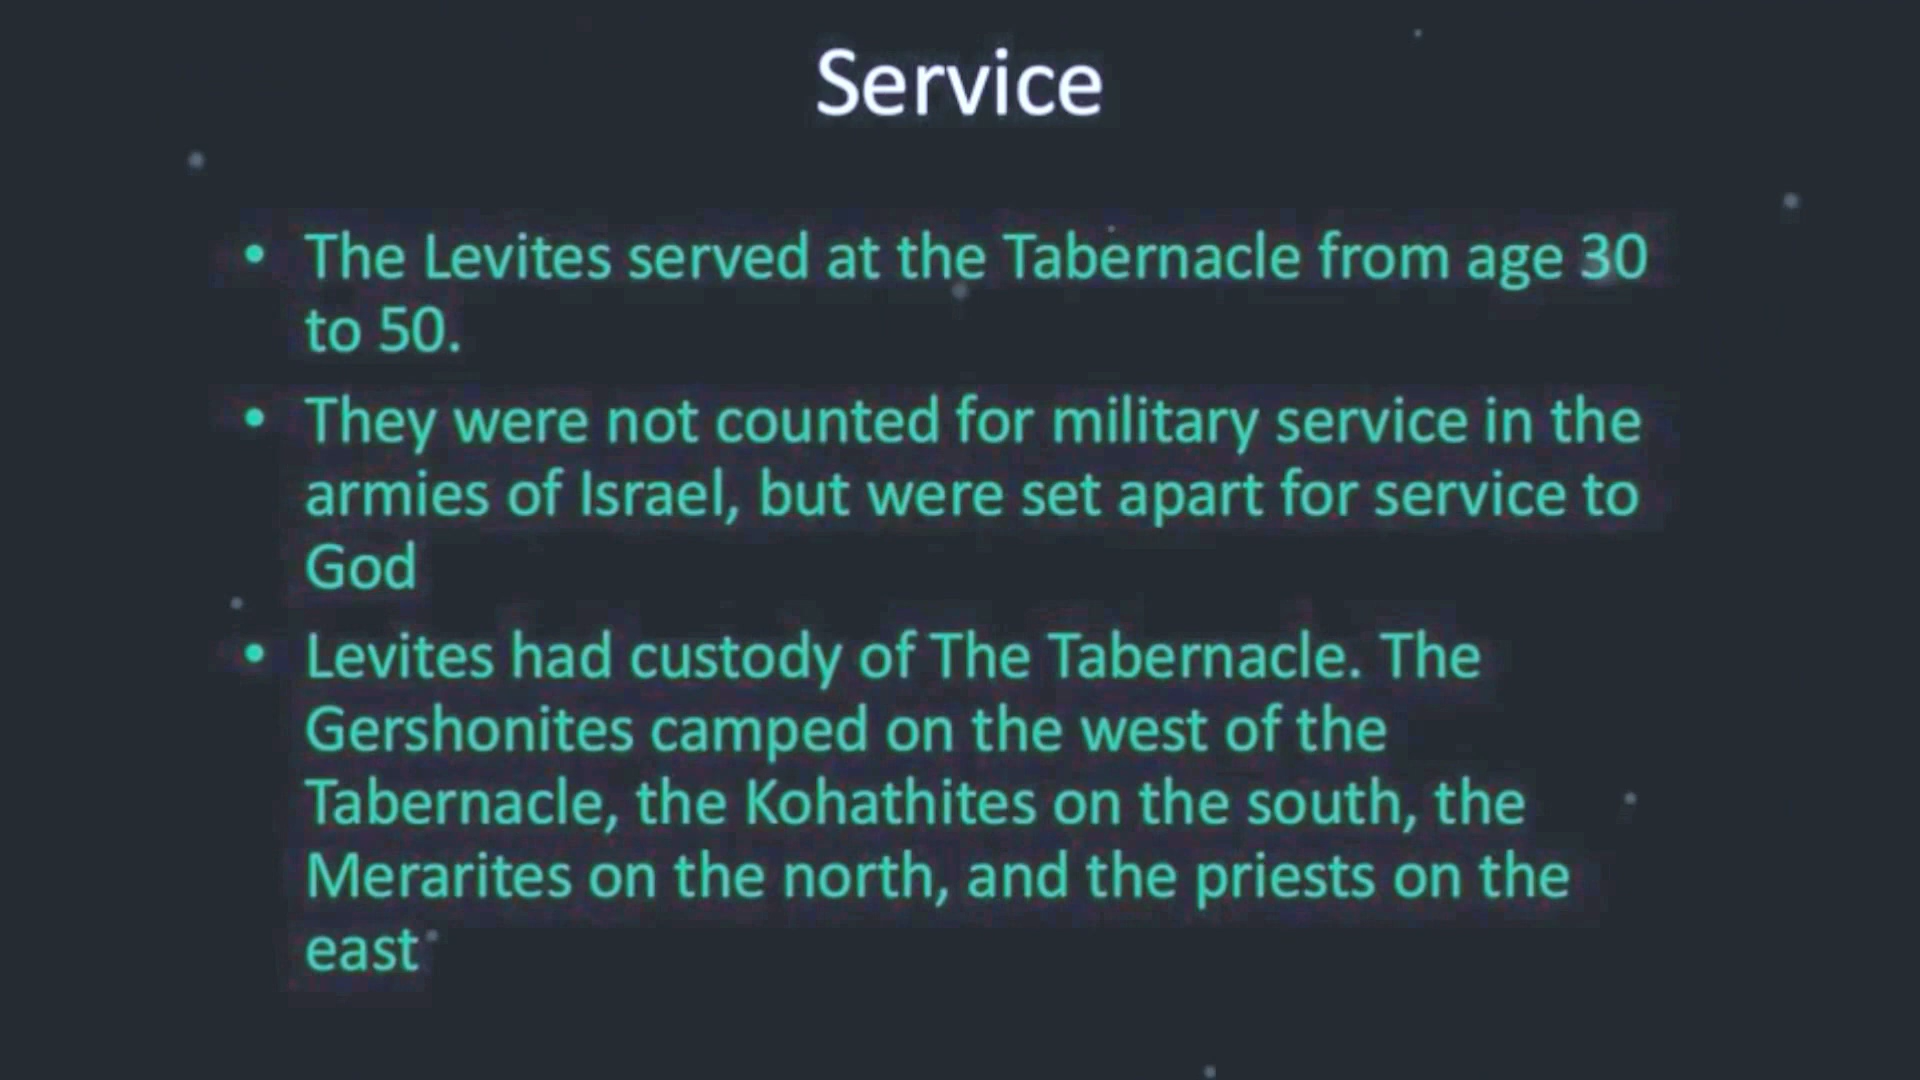 Service
• The Levites served at the Tabernacle from age 30
to 50.
• They were not counted for military service in the
armies of Israel, but were set apart for service to
God
• Levites had custody of The Tabernacle. The
Gershonites camped on the west of the
Tabernacle, the Kohathites on the south, the
Merarites on the north, and the priests on the
east